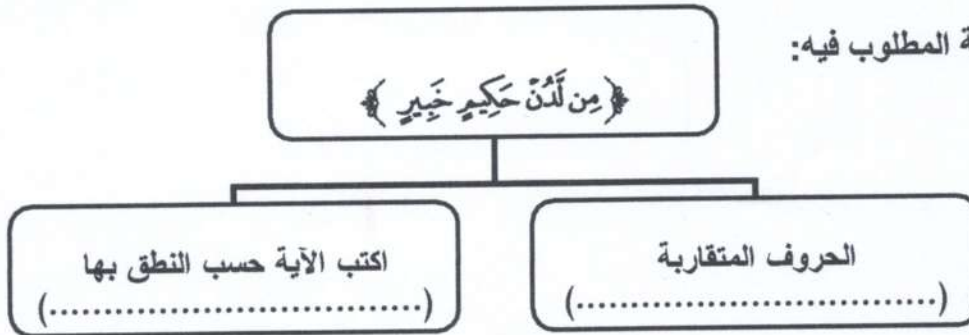 ة المطلوب فيه:
﴿ مِن لَّدُنْ حَكِيمٍ خَبِيرٍ ﴾
الحروف المتقاربة
(..................................)
اكتب الآية حسب النطق بها
(..................................)